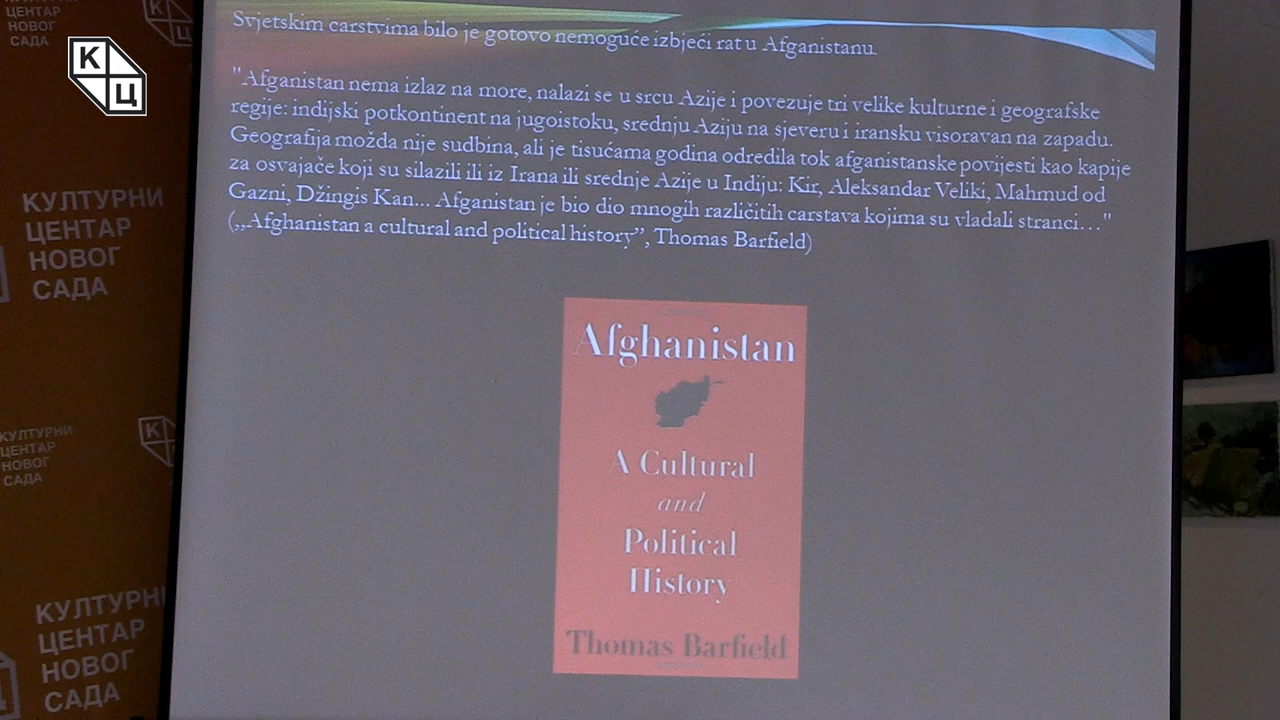 Svjetskim carstvima bilo je gotovo nemoguće izbjeći rat u Afganistanu.
"Afganistan nema izlaz na more, nalazi se u srcu Azije i povezuje tri velike kulturne i geografske
regije: indijski potkontinent na jugoistoku, srednju Aziju na sjeveru i iransku visoravan na zapadu.
Geografija možda nije sudbina, ali je tisućama godina odredila tok afganistanske povijesti kao kapije
za osvajače koji su silazili ili iz Irana ili srednje Azije u Indiju: Kir, Aleksandar Veliki, Mahmud od
Gazni, Džingis Kan... Afganistan je bio dio mnogih različitih carstava kojima su vladali stranci…"
(„Afghanistan a cultural and political history”, Thomas Barfield)
Afghanistan
A Cultural
and
Political
History
Thomas Barfield
К
Ц
ЦЕНТАР
НОВОГ
САДА
КУЛТУРНИ
ЦЕНТАР
НОВОГ
САДА
КУЛТУРНИ
ЦЕНТАР
НОВОГ
САДА
К
КУЛТУРНИ
ЦЕНТАР
НОВОГ
САДА